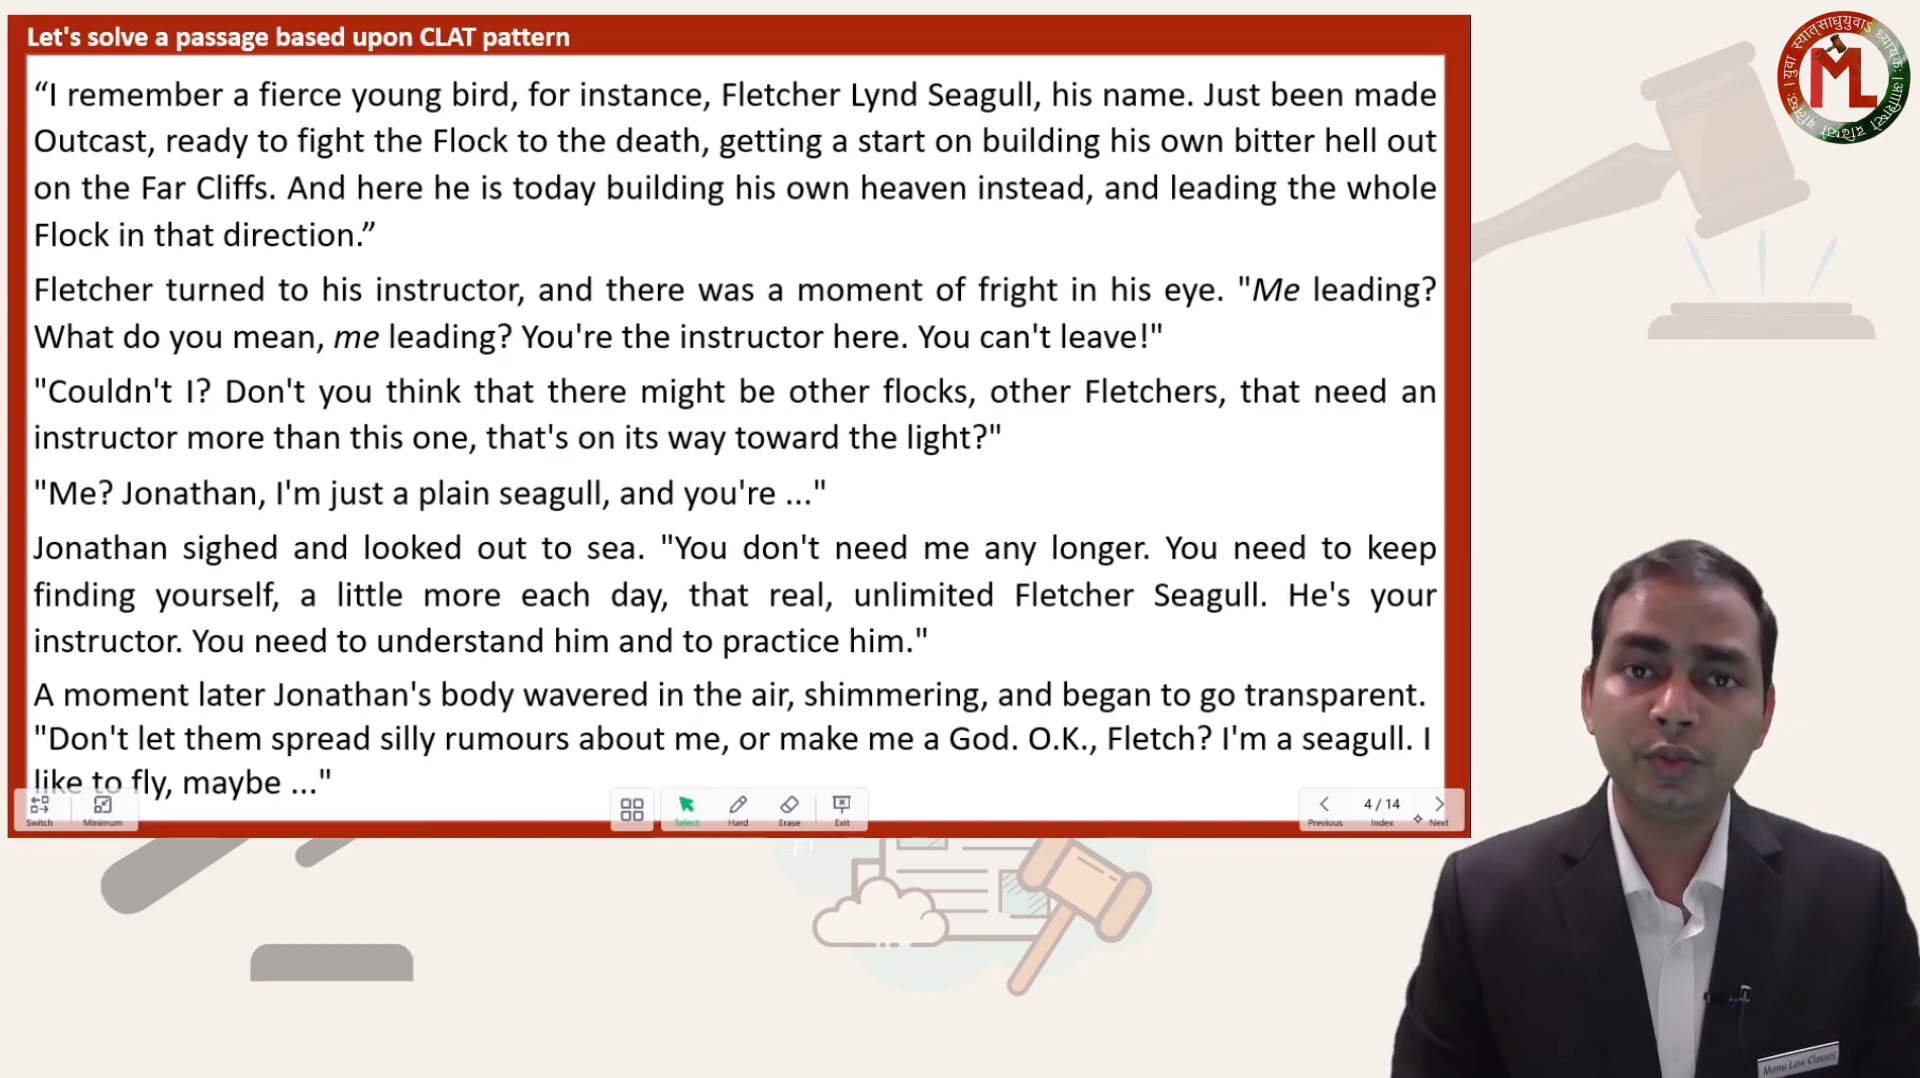 Let's solve a passage based upon CLAT pattern
“I remember a fierce young bird, for instance, Fletcher Lynd Seagull, his name. Just been made
Outcast, ready to fight the Flock to the death, getting a start on building his own bitter hell out
on the Far Cliffs. And here he is today building his own heaven instead, and leading the whole
Flock in that direction.”
Fletcher turned to his instructor, and there was a moment of fright in his eye. "Me leading?
What do you mean, me leading? You're the instructor here. You can't leave!"
"Couldn't I? Don't you think that there might be other flocks, other Fletchers, that need an
instructor more than this one, that's on its way toward the light?"
"Me? Jonathan, I'm just a plain seagull, and you're ..."
Jonathan sighed and looked out to sea. "You don't need me any longer. You need to keep
finding yourself, a little more each day, that real, unlimited Fletcher Seagull. He's your
instructor. You need to understand him and to practice him."
A moment later Jonathan's body wavered in the air, shimmering, and began to go transparent.
"Don't let them spread silly rumours about me, or make me a God. O.K., Fletch? I'm a seagull. I
like to fly, maybe ..."
4 / 14
Switch Minimum Select Hard Erase Exit Previous Index Next
ML
Manu Law Classes